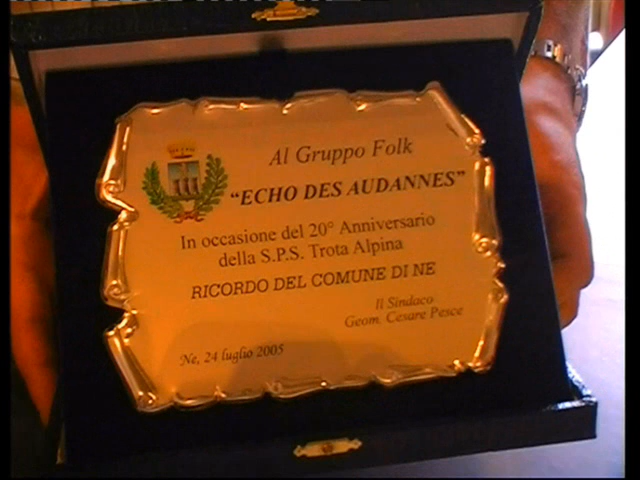 Al Gruppo Folk
"ECHO DES AUDANNES"
In occasione del 20° Anniversario
della S.P.S. Trota Alpina
RICORDO DEL COMUNE DI NE
Il Sindaco
Geom. Cesare Pesce
Ne, 24 luglio 2005